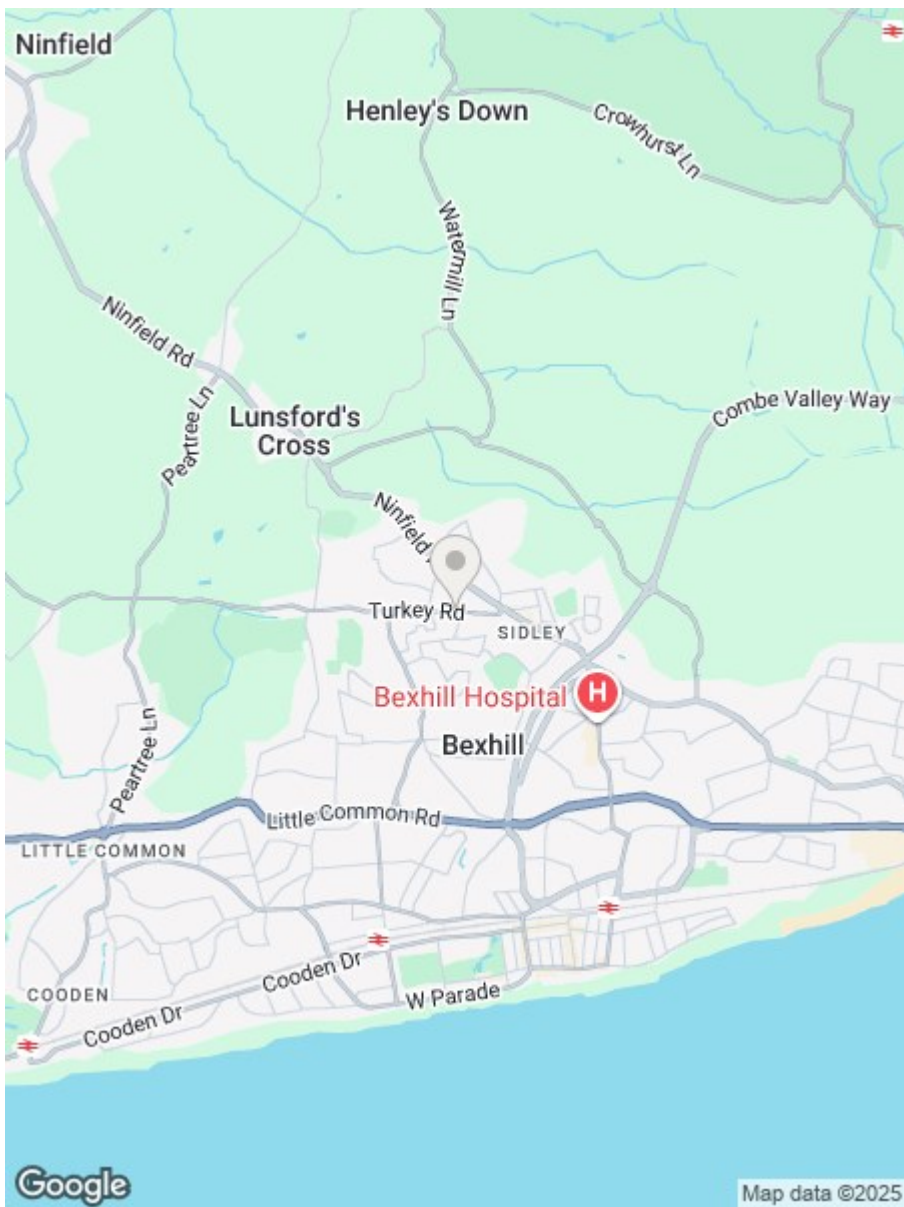 Ninfield
Henley's Down
Crowhurst Ln
Watermill Ln
Ninfield Rd
Combe Valley Way
Peartree Ln
Lunsford's
Cross
Ninfield
Turkey Rd
SIDLEY
Bexhill Hospital
H
Bexhill
Peartree Ln
Little Common Rd
LITTLE COMMON
Cooden Dr
COODEN
W Parade
Cooden Dr
Google
Map data ©2025